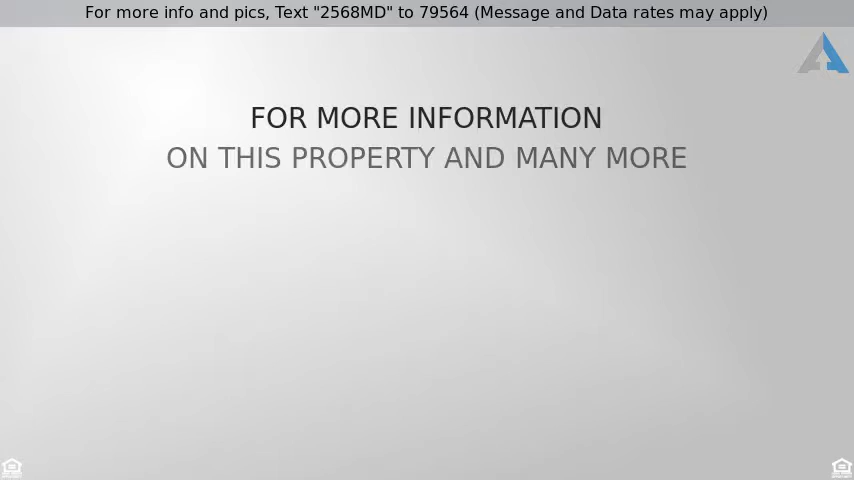 For more info and pics, Text "2568MD" to 79564 (Message and Data rates may apply)
FOR MORE INFORMATION
ON THIS PROPERTY AND MANY MORE